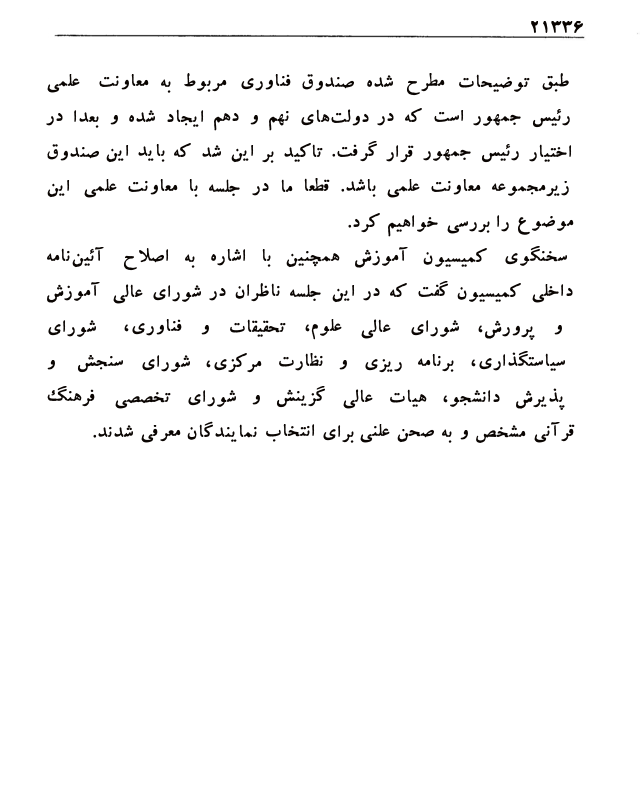 ۲۱۳۳۶
طبق توضیحات مطرح شده صندوق فناوری مربوط به معاونت علمی
رئیس جمهور است که در دولت‌های نهم و دهم ایجاد شده و بعدا در
اختیار رئیس جمهور قرار گرفت. تاکید بر این شد که باید این صندوق
زیرمجموعه معاونت علمی باشد. قطعا ما در جلسه با معاونت علمی این
موضوع را بررسی خواهیم کرد.
سخنگوی کمیسیون آموزش همچنین با اشاره به اصلاح آئین‌نامه
داخلی کمیسیون گفت که در این جلسه ناظران در شورای عالی آموزش
و پرورش، شورای عالی علوم، تحقیقات و فناوری، شورای
سیاستگذاری، برنامه ریزی و نظارت مرکزی، شورای سنجش و
پذیرش دانشجو، هیات عالی گزینش و شورای تخصصی فرهنگ
قرآنی مشخص و به صحن علنی برای انتخاب نمایندگان معرفی شدند.